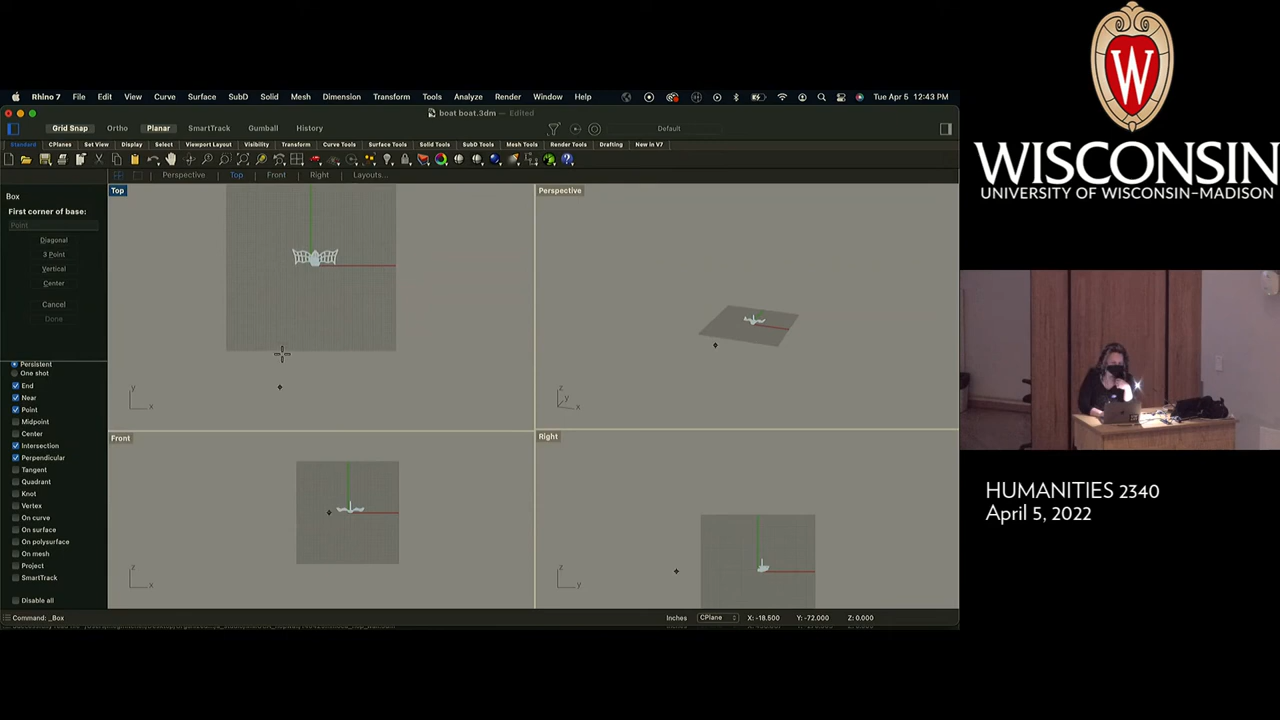 Rhino 7 File Edit View Curve Surface SubD Solid Mesh Dimension Transform Tools Analyze Render Window Help Tue Apr 5 12:43 PM
boat boat.3dm — Edited
Grid Snap Ortho Planar SmartTrack Gumball History Default
Standard CPlanes Set View Display Select Viewport Layout Visibility Transform Curve Tools Surface Tools Solid Tools SubD Tools Mesh Tools Render Tools Drafting New in V7
Perspective Top Front Right Layouts...
Box
First corner of base:
Point
Diagonal
3 Point
Vertical
Center
Cancel
Done
Persistent
One shot
End
Near
Point
Midpoint
Center
Intersection
Perpendicular
Tangent
Quadrant
Knot
Vertex
On curve
On surface
On polysurface
On mesh
Project
SmartTrack
Disable all
Top
y
x
Perspective
z
y
x
Front
z
x
Right
z
y
Command: _Box
Inches CPlane X: -18.500 Y: -72.000 Z: 0.000
W
WISCONSIN
UNIVERSITY OF WISCONSIN–MADISON
HUMANITIES 2340
April 5, 2022